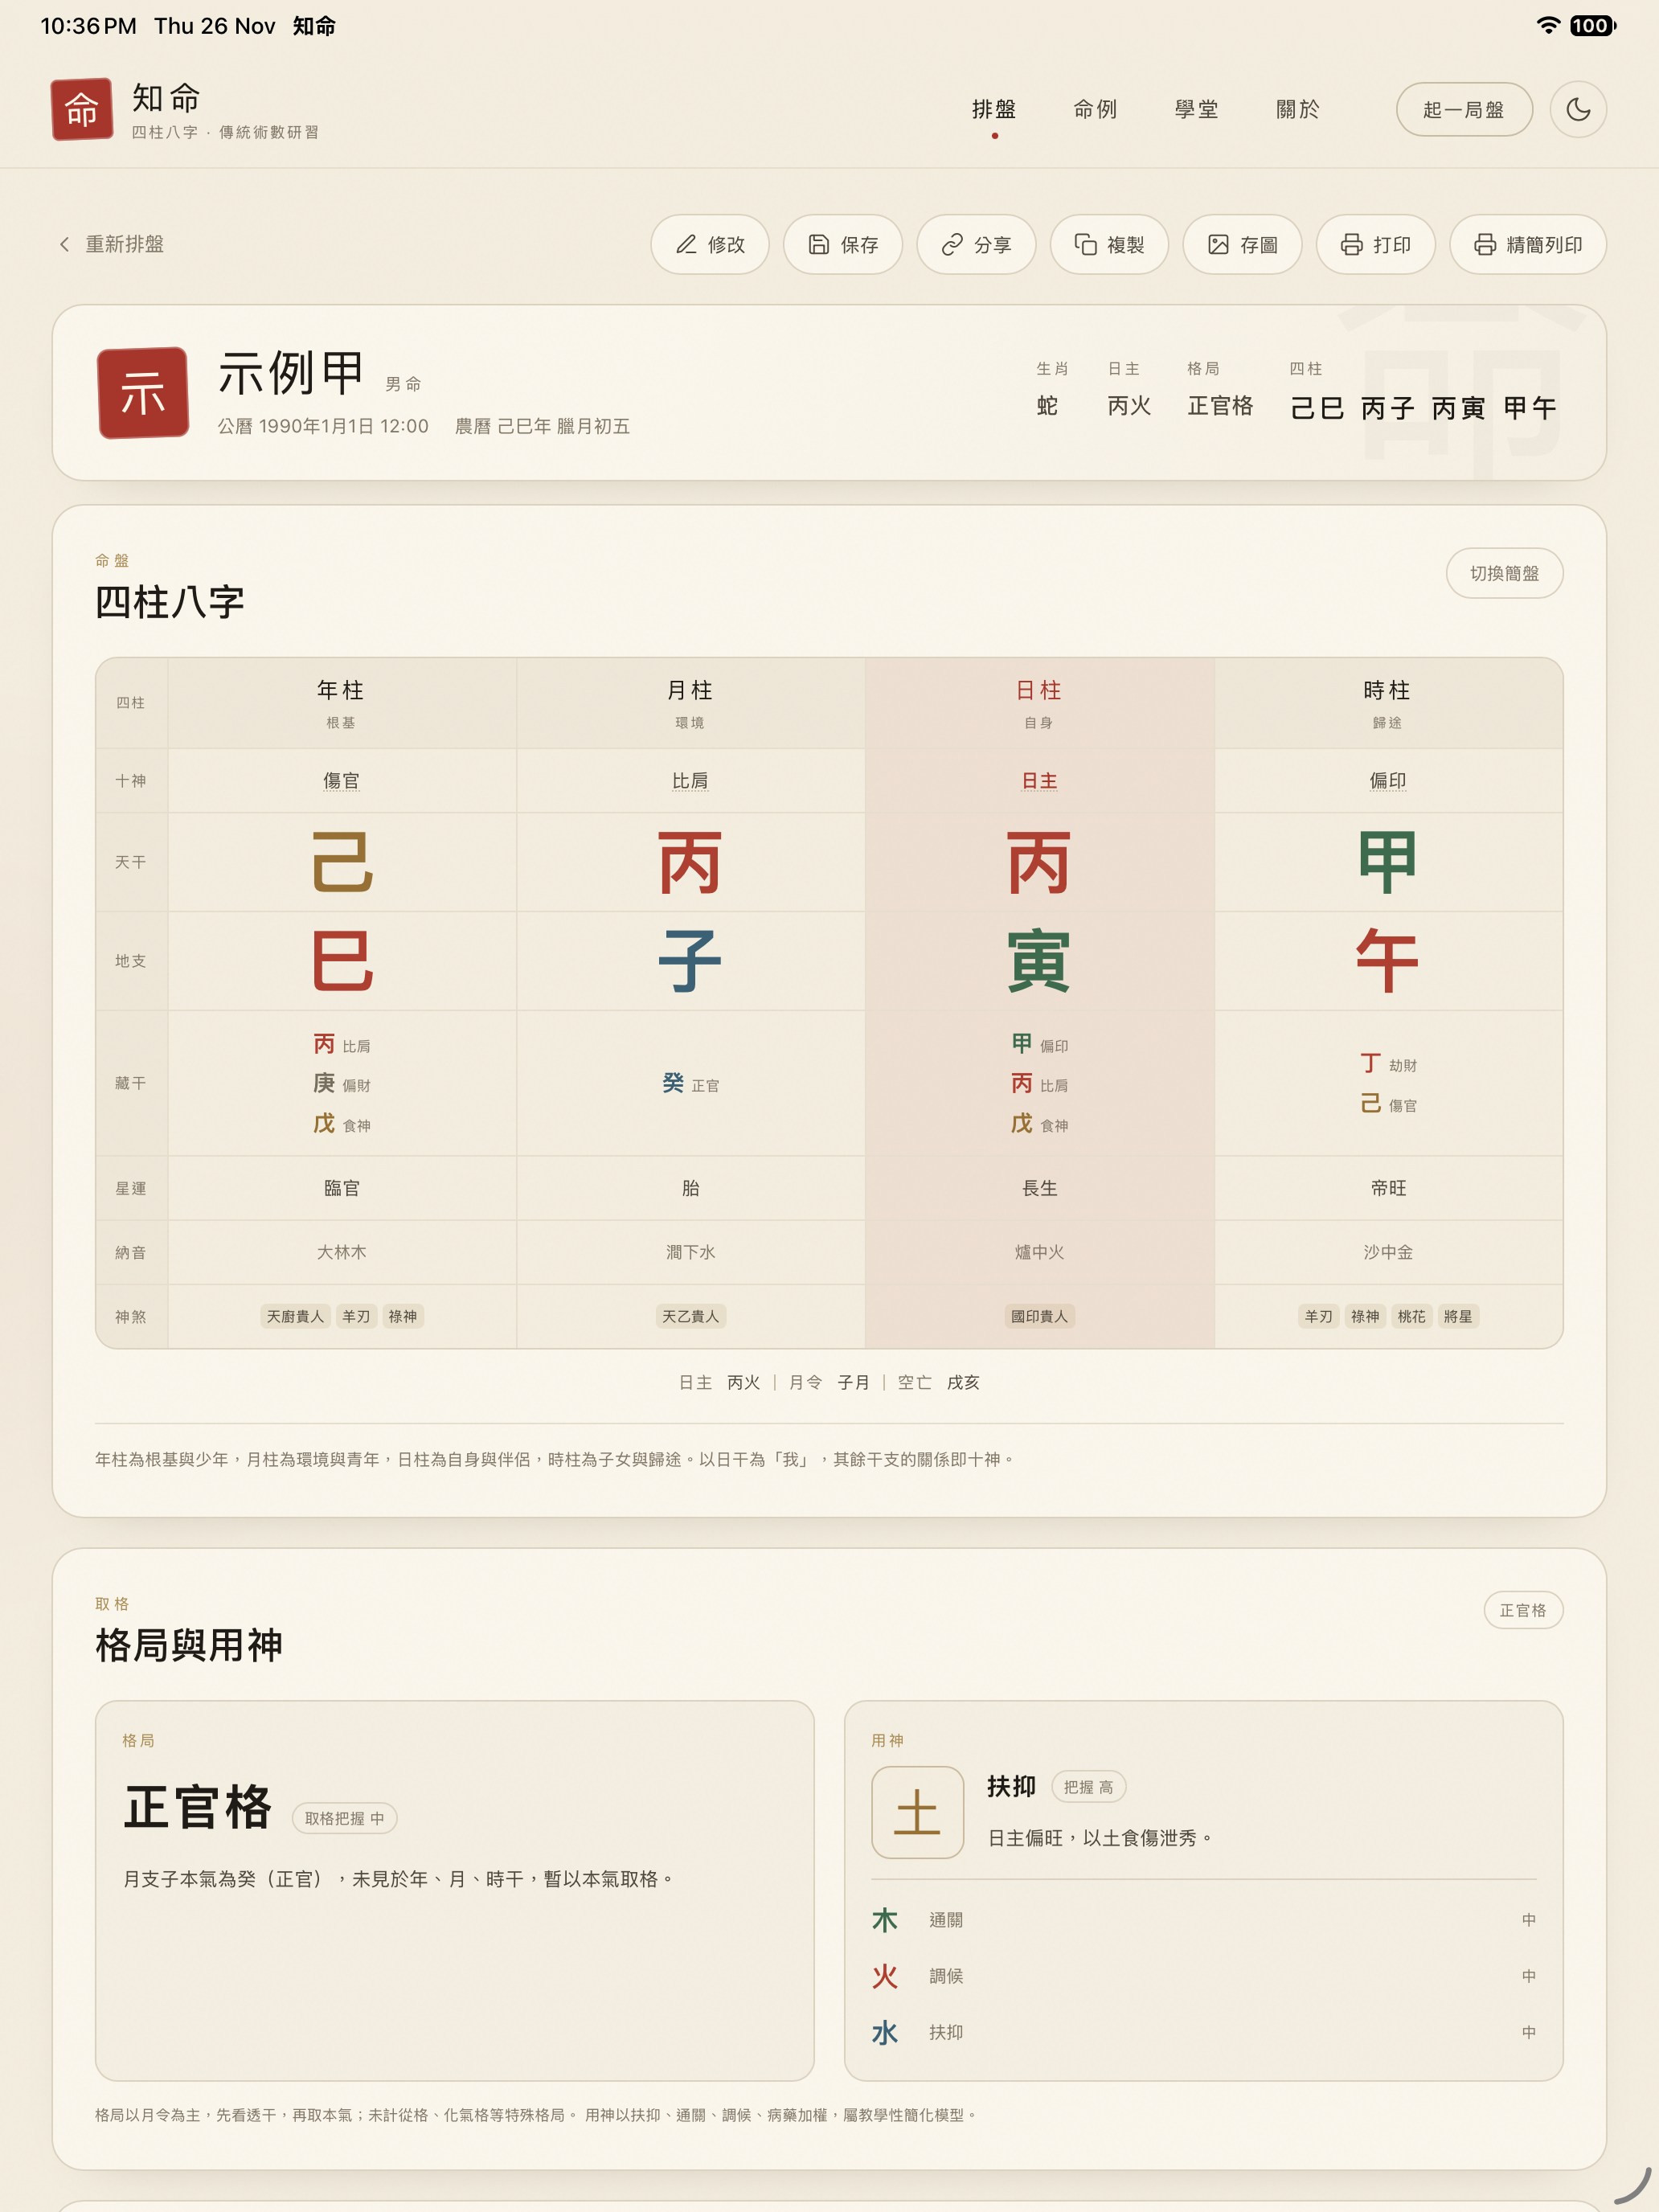 10:36 PM Thu 26 Nov 知命
100
命
知命
四柱八字 · 傳統術數研習
排盤 命例 學堂 關於 起一局盤
重新排盤 修改 保存 分享 複製 存圖 打印 精簡列印
命
示
示例甲 男命
公曆 1990年1月1日 12:00 農曆 己巳年 臘月初五
生肖 日主 格局 四柱
蛇 丙火 正官格 己巳 丙子 丙寅 甲午
命盤
四柱八字
切換簡盤
四柱 年柱 月柱 日柱 時柱
根基 環境 自身 歸途
十神 傷官 比肩 日主 偏印
天干 己 丙 丙 甲
地支 巳 子 寅 午
藏干
丙 比肩
庚 偏財
戊 食神
癸 正官
甲 偏印
丙 比肩
戊 食神
丁 劫財
己 傷官
星運 臨官 胎 長生 帝旺
納音 大林木 澗下水 爐中火 沙中金
神煞 天廚貴人 羊刃 祿神 天乙貴人 國印貴人 羊刃 祿神 桃花 將星
日主 丙火 | 月令 子月 | 空亡 戌亥
年柱為根基與少年，月柱為環境與青年，日柱為自身與伴侶，時柱為子女與歸途。以日干為「我」，其餘干支的關係即十神。
取格
格局與用神
正官格
格局
正官格 取格把握 中
月支子本氣為癸（正官），未見於年、月、時干，暫以本氣取格。
用神
土
扶抑 把握 高
日主偏旺，以土食傷泄秀。
木 通關 中
火 調候 中
水 扶抑 中
格局以月令為主，先看透干，再取本氣；未計從格、化氣格等特殊格局。 用神以扶抑、通關、調候、病藥加權，屬教學性簡化模型。